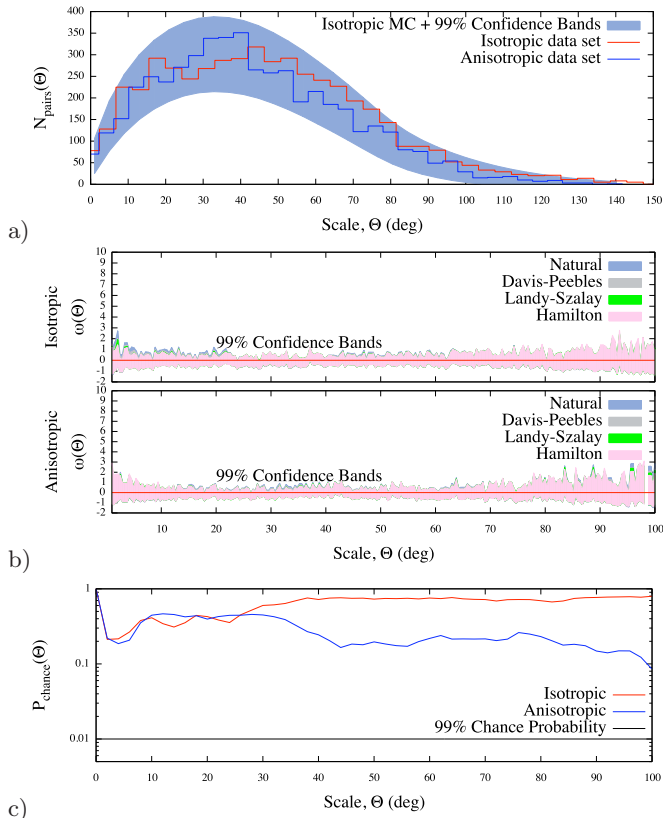 400
350
300
250
200
150
100
50
0
N_pairs(Θ)
Isotropic MC + 99% Confidence Bands
Isotropic data set
Anisotropic data set
0 10 20 30 40 50 60 70 80 90 100 110 120 130 140 150
Scale, Θ (deg)
a)
Isotropic
ω(Θ)
10
9
8
7
6
5
4
3
2
1
0
-1
-2
Natural
Davis-Peebles
Landy-Szalay
Hamilton
99% Confidence Bands
Anisotropic
ω(Θ)
10
9
8
7
6
5
4
3
2
1
0
-1
-2
Natural
Davis-Peebles
Landy-Szalay
Hamilton
99% Confidence Bands
10 20 30 40 50 60 70 80 90 100
Scale, Θ (deg)
b)
1
0.1
0.01
P_chance(Θ)
Isotropic
Anisotropic
99% Chance Probability
0 20 40 60 80 100
Scale, Θ (deg)
c)